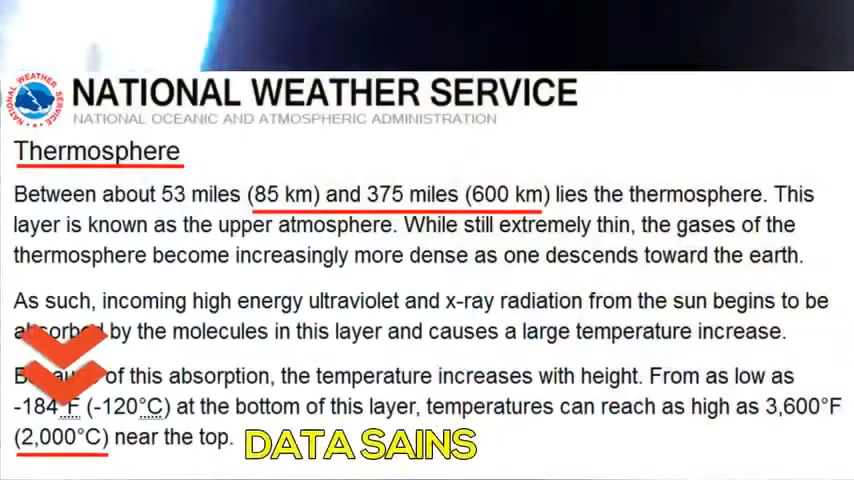 NATIONAL WEATHER SERVICE
NATIONAL OCEANIC AND ATMOSPHERIC ADMINISTRATION
Thermosphere
Between about 53 miles (85 km) and 375 miles (600 km) lies the thermosphere. This
layer is known as the upper atmosphere. While still extremely thin, the gases of the
thermosphere become increasingly more dense as one descends toward the earth.
As such, incoming high energy ultraviolet and x-ray radiation from the sun begins to be
absorbed by the molecules in this layer and causes a large temperature increase.
Because of this absorption, the temperature increases with height. From as low as
-184°F (-120°C) at the bottom of this layer, temperatures can reach as high as 3,600°F
(2,000°C) near the top.
DATA SAINS